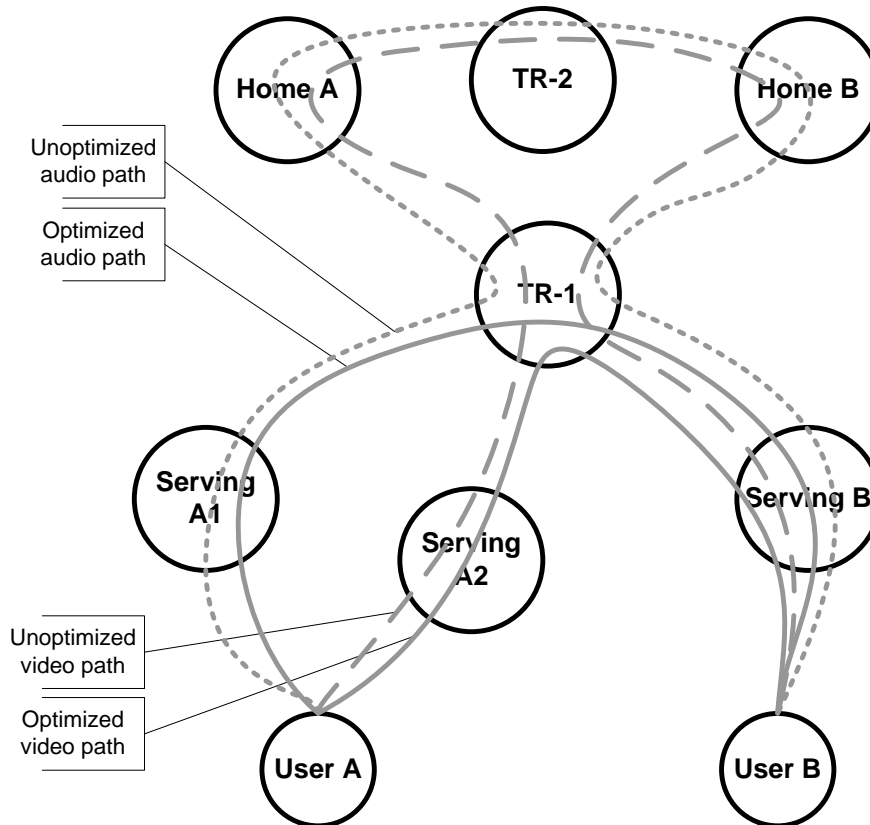 Home A
TR-2
Home B
Unoptimized
audio path
Optimized
audio path
TR-1
Serving
A1
Serving B
Serving
A2
Unoptimized
video path
Optimized
video path
User A
User B